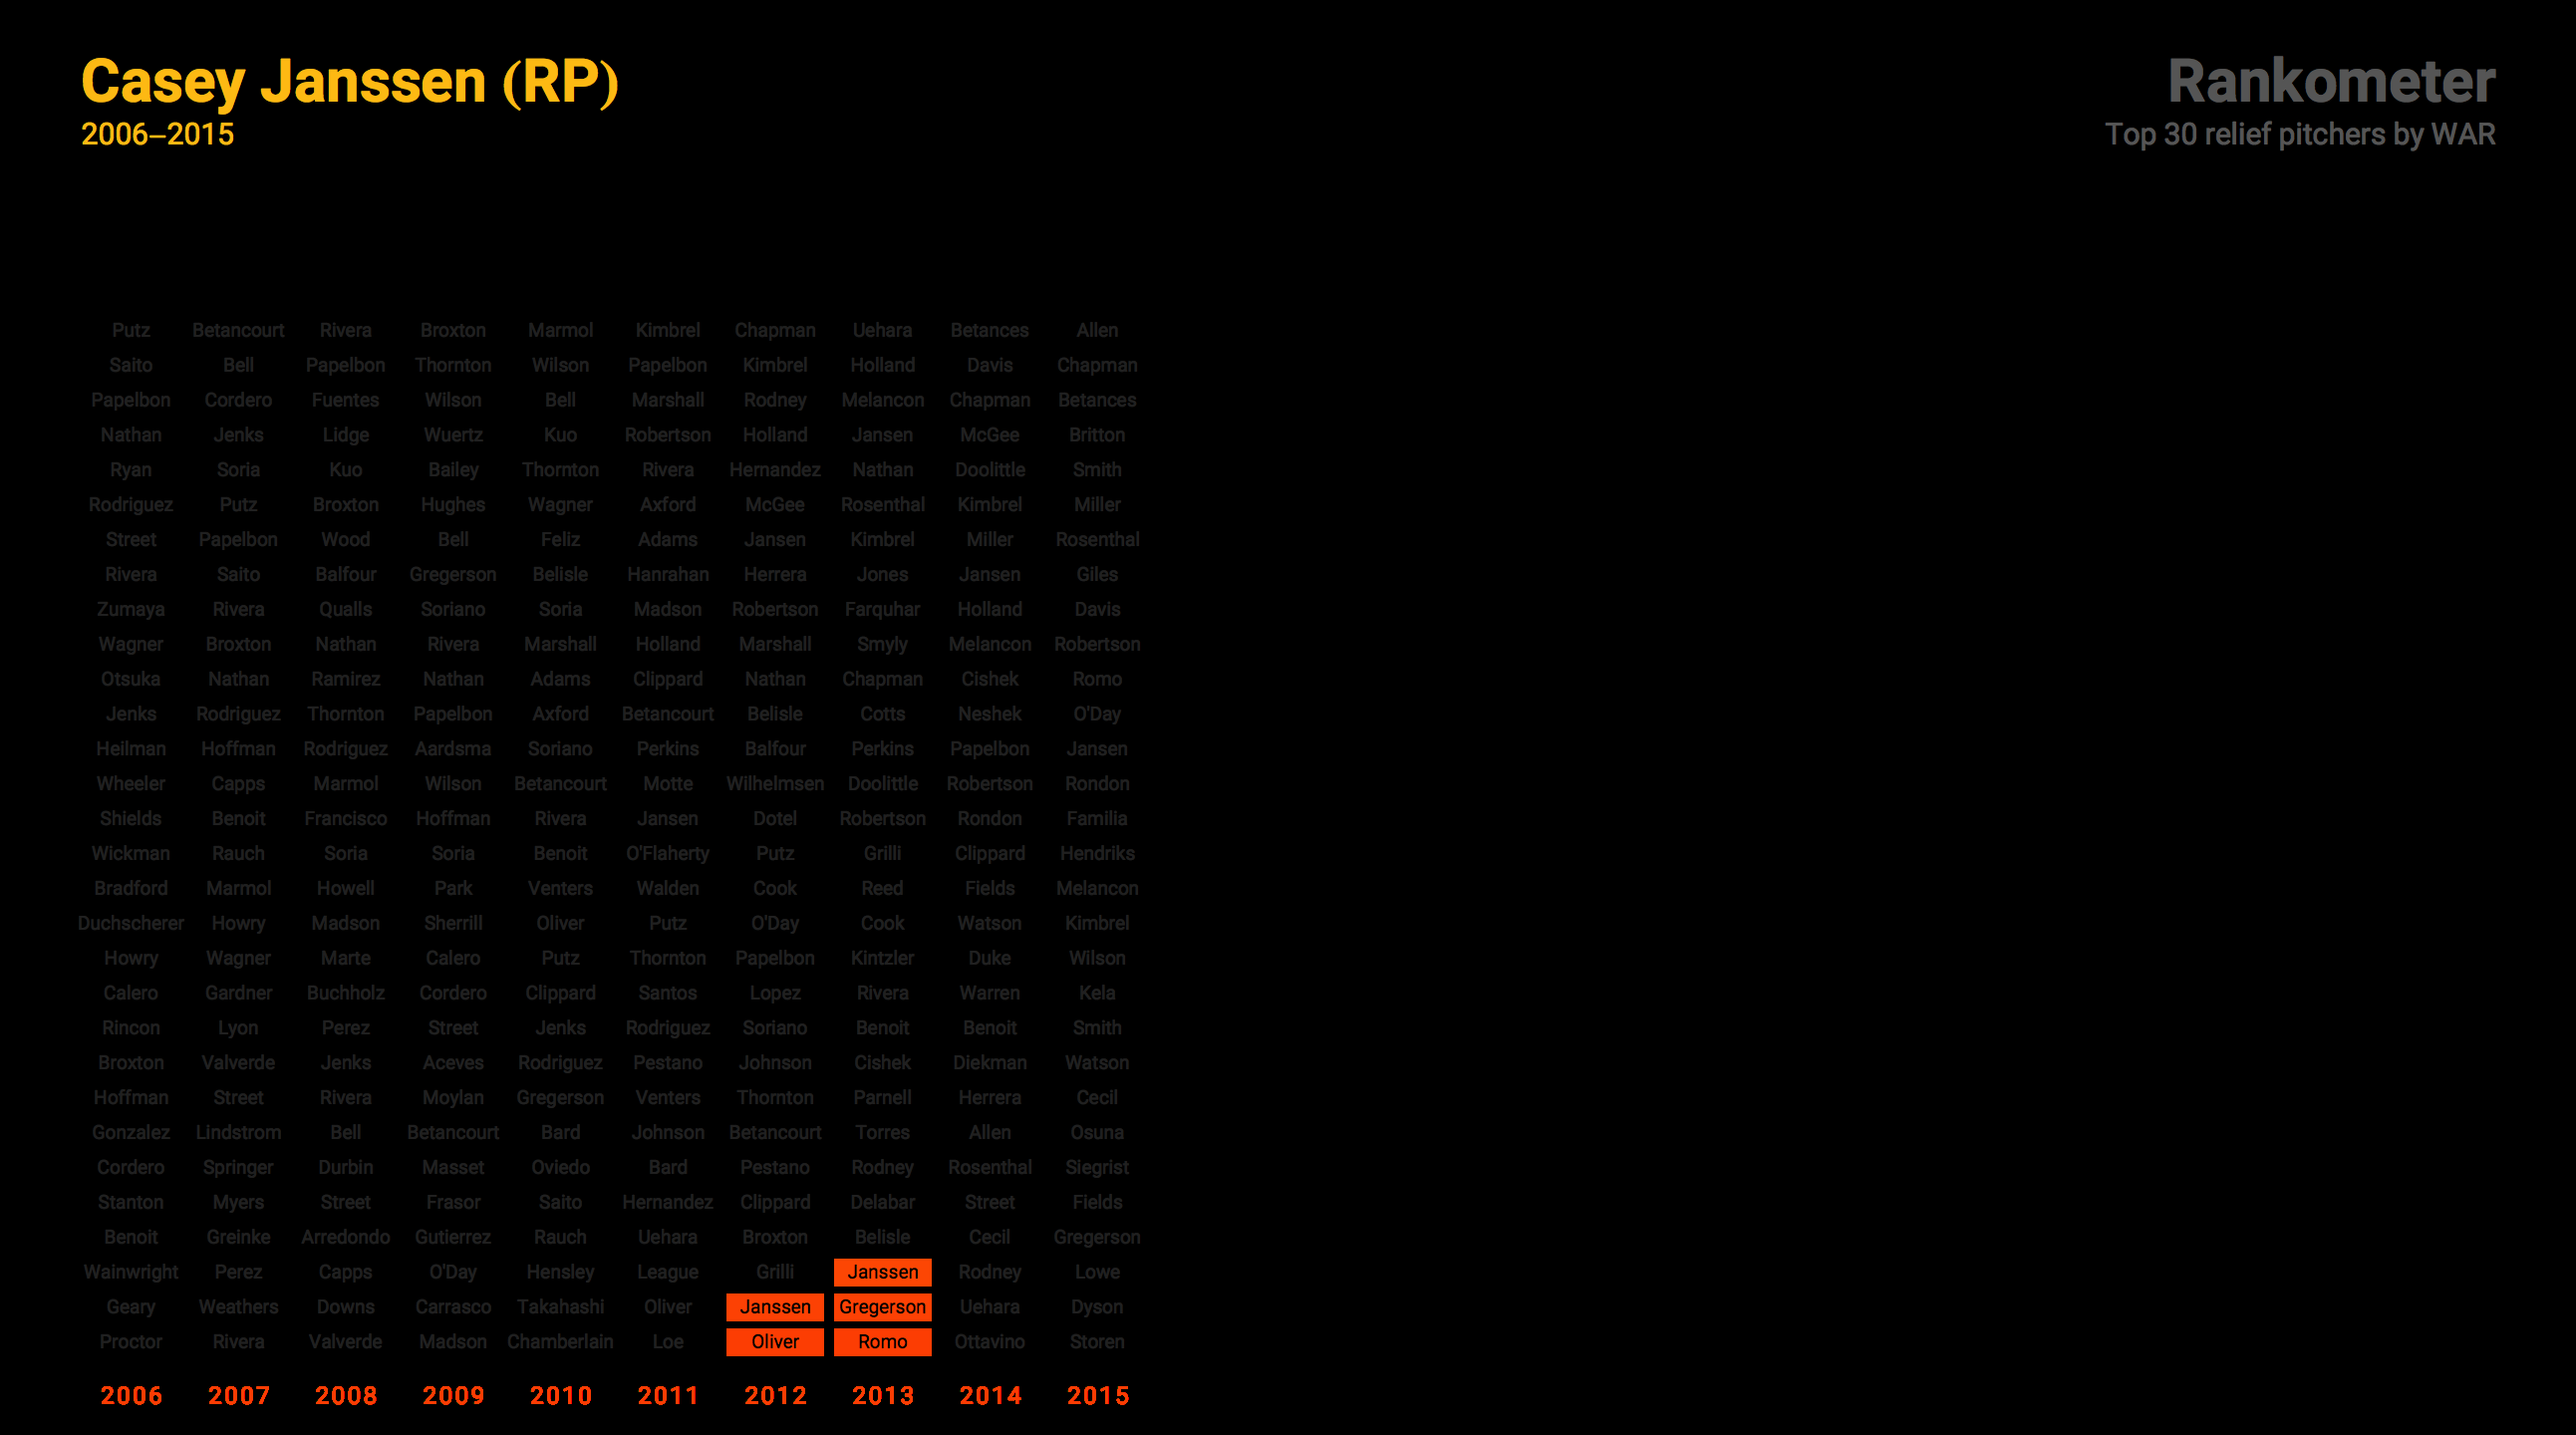 Casey Janssen (RP)
2006–2015
Rankometer
Top 30 relief pitchers by WAR
Putz Betancourt Rivera Broxton Marmol Kimbrel Chapman Uehara Betances Allen
Saito Bell Papelbon Thornton Wilson Papelbon Kimbrel Holland Davis Chapman
Papelbon Cordero Fuentes Wilson Bell Marshall Rodney Melancon Chapman Betances
Nathan Jenks Lidge Wuertz Kuo Robertson Holland Jansen McGee Britton
Ryan Soria Kuo Bailey Thornton Rivera Hernandez Nathan Doolittle Smith
Rodriguez Putz Broxton Hughes Wagner Axford McGee Rosenthal Kimbrel Miller
Street Papelbon Wood Bell Feliz Adams Jansen Kimbrel Miller Rosenthal
Rivera Saito Balfour Gregerson Belisle Hanrahan Herrera Jones Jansen Giles
Zumaya Rivera Qualls Soriano Soria Madson Robertson Farquhar Holland Davis
Wagner Broxton Nathan Rivera Marshall Holland Marshall Smyly Melancon Robertson
Otsuka Nathan Ramirez Nathan Adams Clippard Nathan Chapman Cishek Romo
Jenks Rodriguez Thornton Papelbon Axford Betancourt Belisle Cotts Neshek O'Day
Heilman Hoffman Rodriguez Aardsma Soriano Perkins Balfour Perkins Papelbon Jansen
Wheeler Capps Marmol Wilson Betancourt Motte Wilhelmsen Doolittle Robertson Rondon
Shields Benoit Francisco Hoffman Rivera Jansen Dotel Robertson Rondon Familia
Wickman Rauch Soria Soria Benoit O'Flaherty Putz Grilli Clippard Hendriks
Bradford Marmol Howell Park Venters Walden Cook Reed Fields Melancon
Duchscherer Howry Madson Sherrill Oliver Putz O'Day Cook Watson Kimbrel
Howry Wagner Marte Calero Putz Thornton Papelbon Kintzler Duke Wilson
Calero Gardner Buchholz Cordero Clippard Santos Lopez Rivera Warren Kela
Rincon Lyon Perez Street Jenks Rodriguez Soriano Benoit Benoit Smith
Broxton Valverde Jenks Aceves Rodriguez Pestano Johnson Cishek Diekman Watson
Hoffman Street Rivera Moylan Gregerson Venters Thornton Parnell Herrera Cecil
Gonzalez Lindstrom Bell Betancourt Bard Johnson Betancourt Torres Allen Osuna
Cordero Springer Durbin Masset Oviedo Bard Pestano Rodney Rosenthal Siegrist
Stanton Myers Street Frasor Saito Hernandez Clippard Delabar Street Fields
Benoit Greinke Arredondo Gutierrez Rauch Uehara Broxton Belisle Cecil Gregerson
Wainwright Perez Capps O'Day Hensley League Grilli Janssen Rodney Lowe
Geary Weathers Downs Carrasco Takahashi Oliver Janssen Gregerson Uehara Dyson
Proctor Rivera Valverde Madson Chamberlain Loe Oliver Romo Ottavino Storen
2006 2007 2008 2009 2010 2011 2012 2013 2014 2015